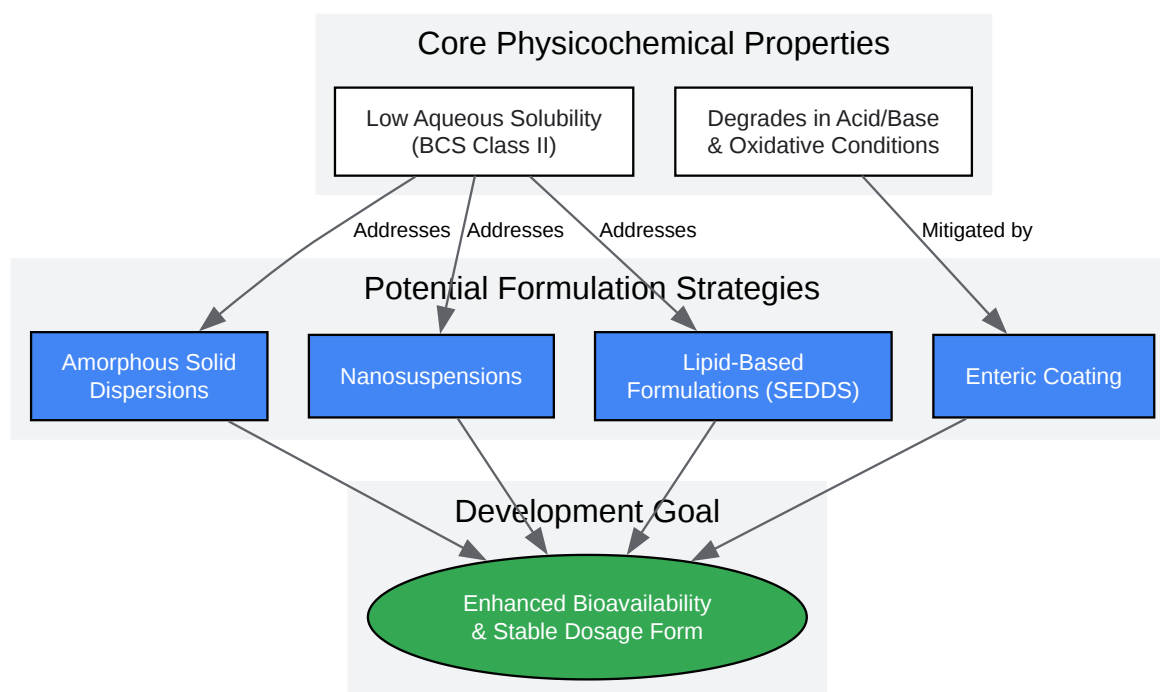 Core Physicochemical Properties
Low Aqueous Solubility
(BCS Class II)
Degrades in Acid/Base
& Oxidative Conditions
Addresses
Addresses
Addresses
Mitigated by
Potential Formulation Strategies
Amorphous Solid
Dispersions
Nanosuspensions
Lipid-Based
Formulations (SEDDS)
Enteric Coating
Development Goal
Enhanced Bioavailability
& Stable Dosage Form